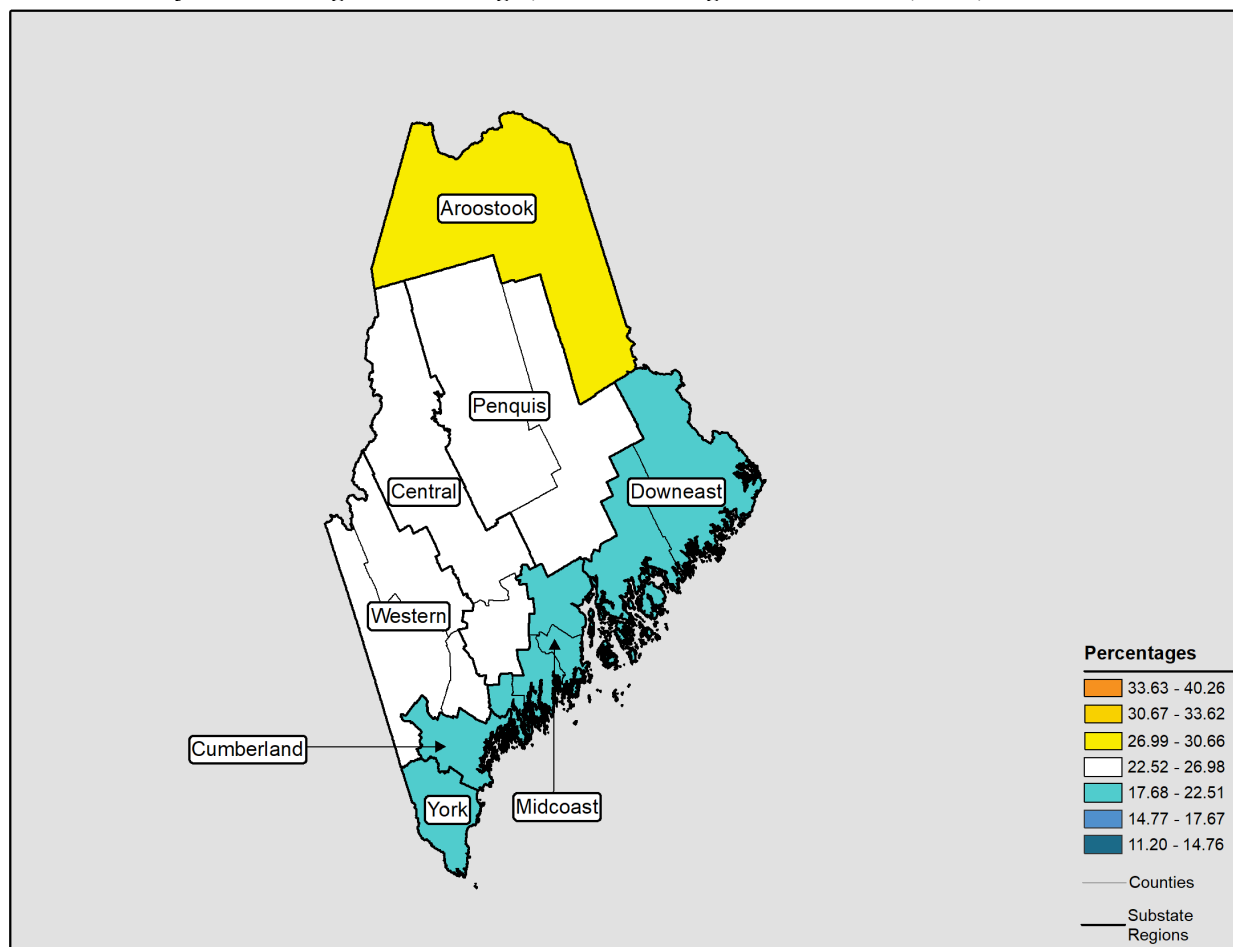 Aroostook
Penquis
Central
Downeast
Western
Cumberland
York
Midcoast
Percentages
33.63 - 40.26
30.67 - 33.62
26.99 - 30.66
22.52 - 26.98
17.68 - 22.51
14.77 - 17.67
11.20 - 14.76
Counties
Substate
Regions